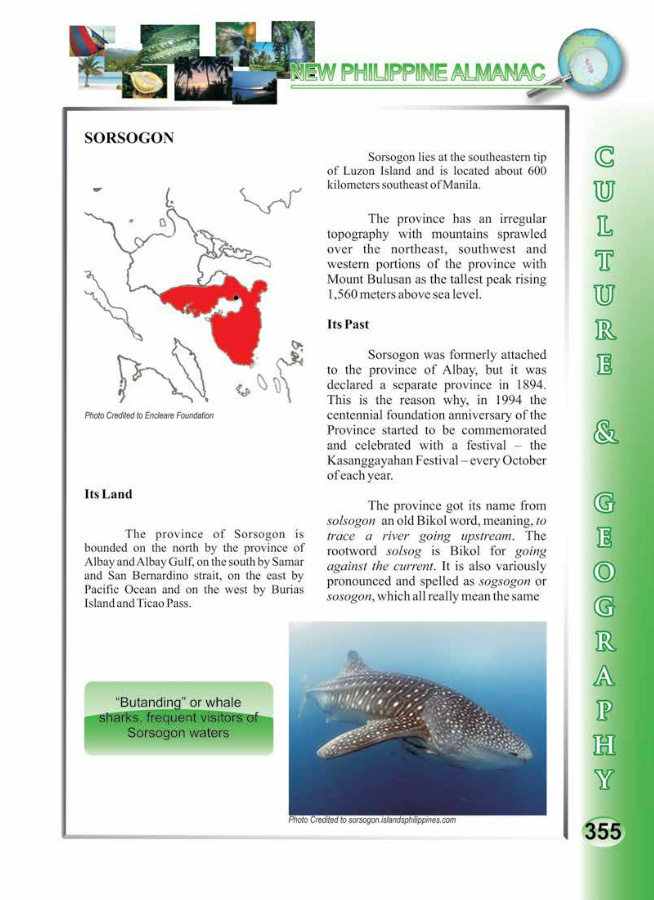 NEW PHILIPPINE ALMANAC
SORSOGON
Photo Credited to Encleare Foundation
Its Land
The province of Sorsogon is
bounded on the north by the province of
Albay and Albay Gulf, on the south by Samar
and San Bernardino strait, on the east by
Pacific Ocean and on the west by Burias
Island and Ticao Pass.
Sorsogon lies at the southeastern tip
of Luzon Island and is located about 600
kilometers southeast of Manila.
The province has an irregular
topography with mountains sprawled
over the northeast, southwest and
western portions of the province with
Mount Bulusan as the tallest peak rising
1,560 meters above sea level.
Its Past
Sorsogon was formerly attached
to the province of Albay, but it was
declared a separate province in 1894.
This is the reason why, in 1994 the
centennial foundation anniversary of the
Province started to be commemorated
and celebrated with a festival – the
Kasanggayahan Festival – every October
of each year.
The province got its name from
solsogon an old Bikol word, meaning, to
trace a river going upstream. The
rootword solsog is Bikol for going
against the current. It is also variously
pronounced and spelled as sogsogon or
sosogon, which all really mean the same
"Butanding" or whale
sharks, frequent visitors of
Sorsogon waters
Photo Credited to sorsogon.islandsphilippines.com
CULTURE & GEOGRAPHY
355